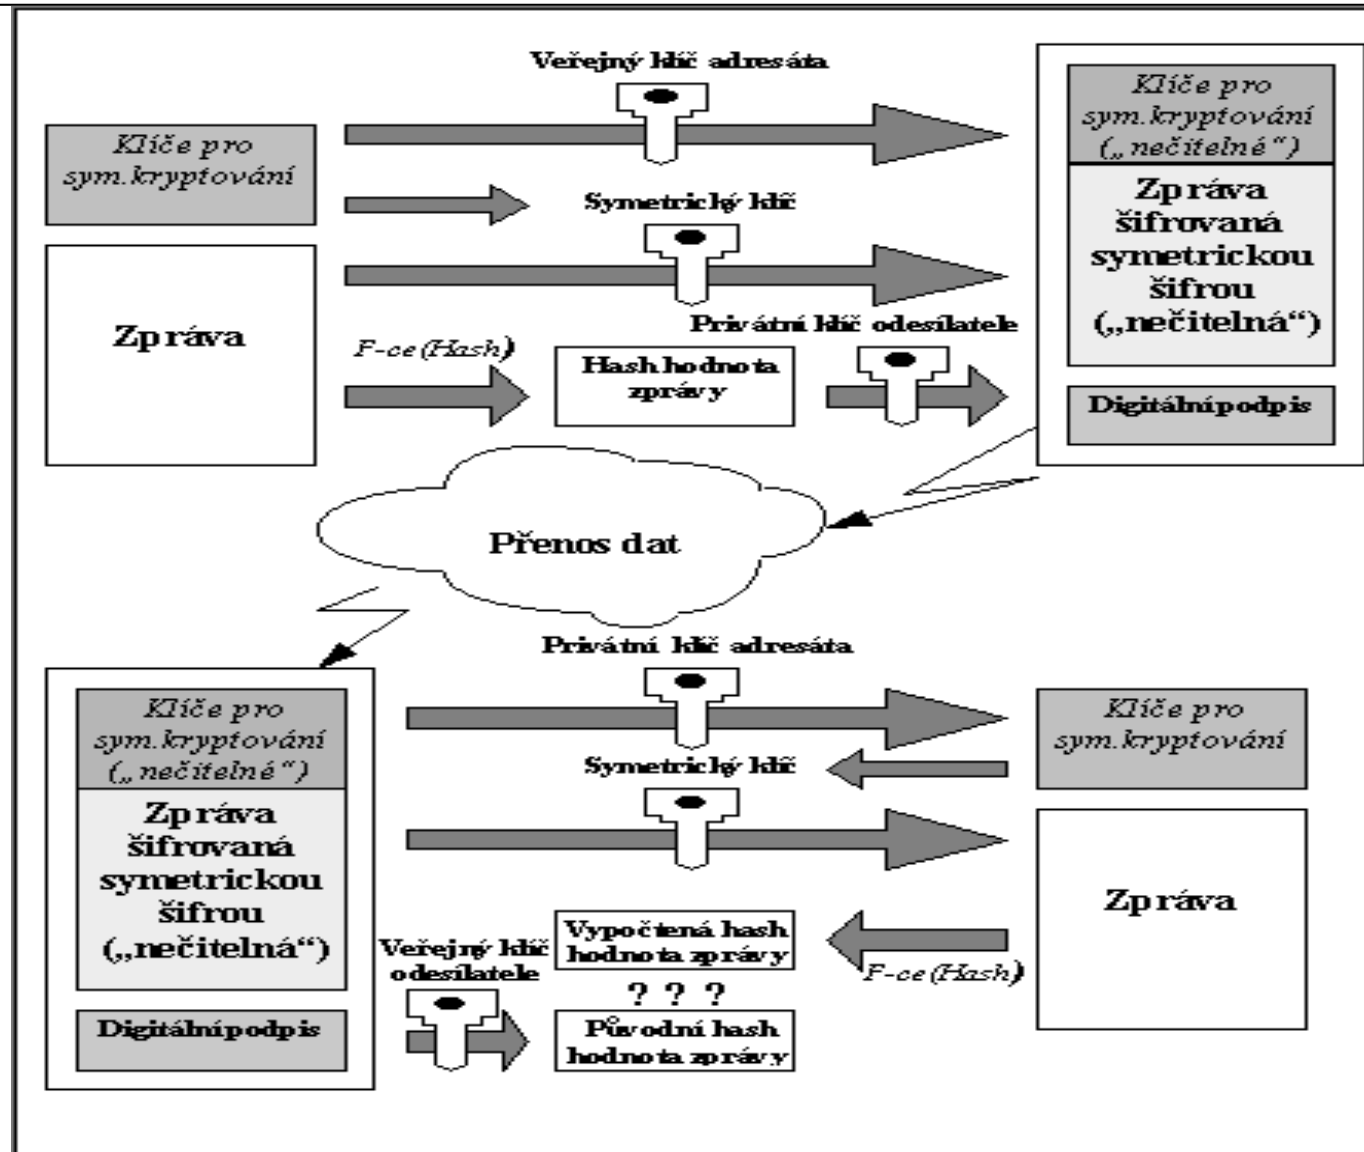 Veřejný klíč adresáta
Klíče pro
sym.kryptování
Klíče pro
sym.kryptování
(„nečitelné“)
Symetrický klíč
Zpráva
Zpráva
šifrovaná
symetrickou
šifrou
(„nečitelná“)
Privátní klíč odesílatele
F-ce(Hash)
Hash hodnota
zprávy
Digitální podpis
Přenos dat
Privátní klíč adresáta
Klíče pro
sym.kryptování
(„nečitelné“)
Klíče pro
sym.kryptování
Symetrický klíč
Zpráva
šifrovaná
symetrickou
šifrou
(„nečitelná“)
Zpráva
Veřejný klíč
odesílatele
Vypočtená hash
hodnota zprávy
F-ce(Hash)
? ? ?
Digitální podpis
Původní hash
hodnota zprávy